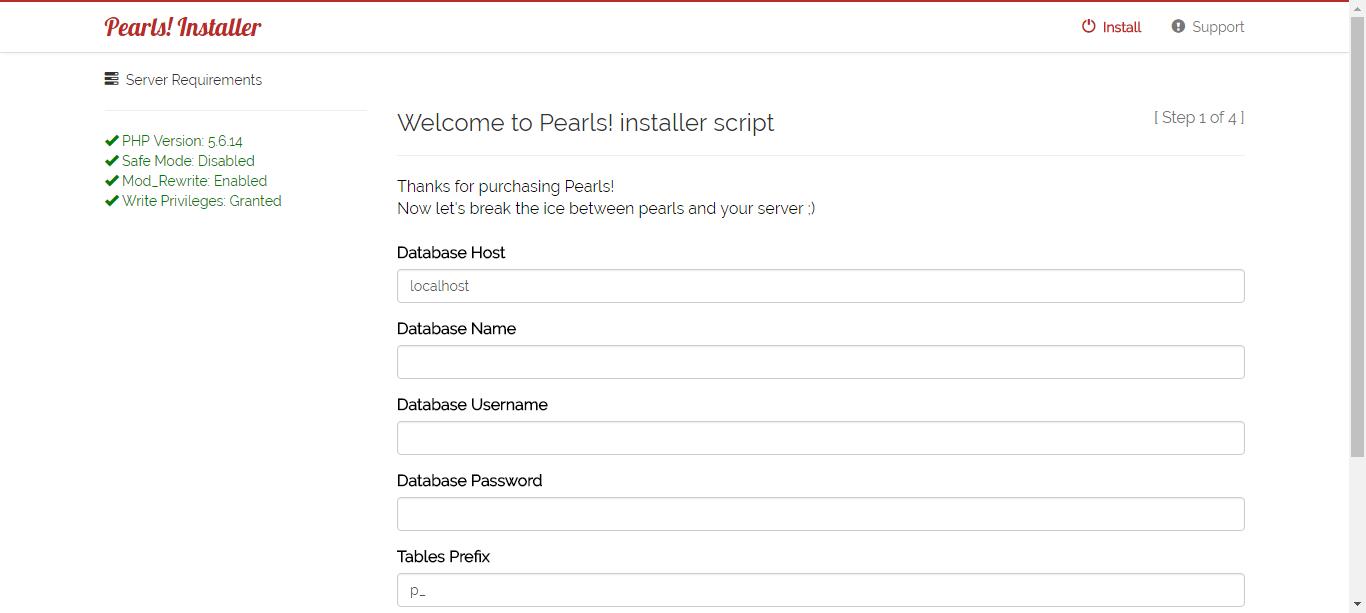 Pearls! Installer
Install
Support
Server Requirements
PHP Version: 5.6.14
Safe Mode: Disabled
Mod_Rewrite: Enabled
Write Privileges: Granted
Welcome to Pearls! installer script
[ Step 1 of 4 ]
Thanks for purchasing Pearls!
Now let's break the ice between pearls and your server ;)
Database Host
localhost
Database Name
Database Username
Database Password
Tables Prefix
p_